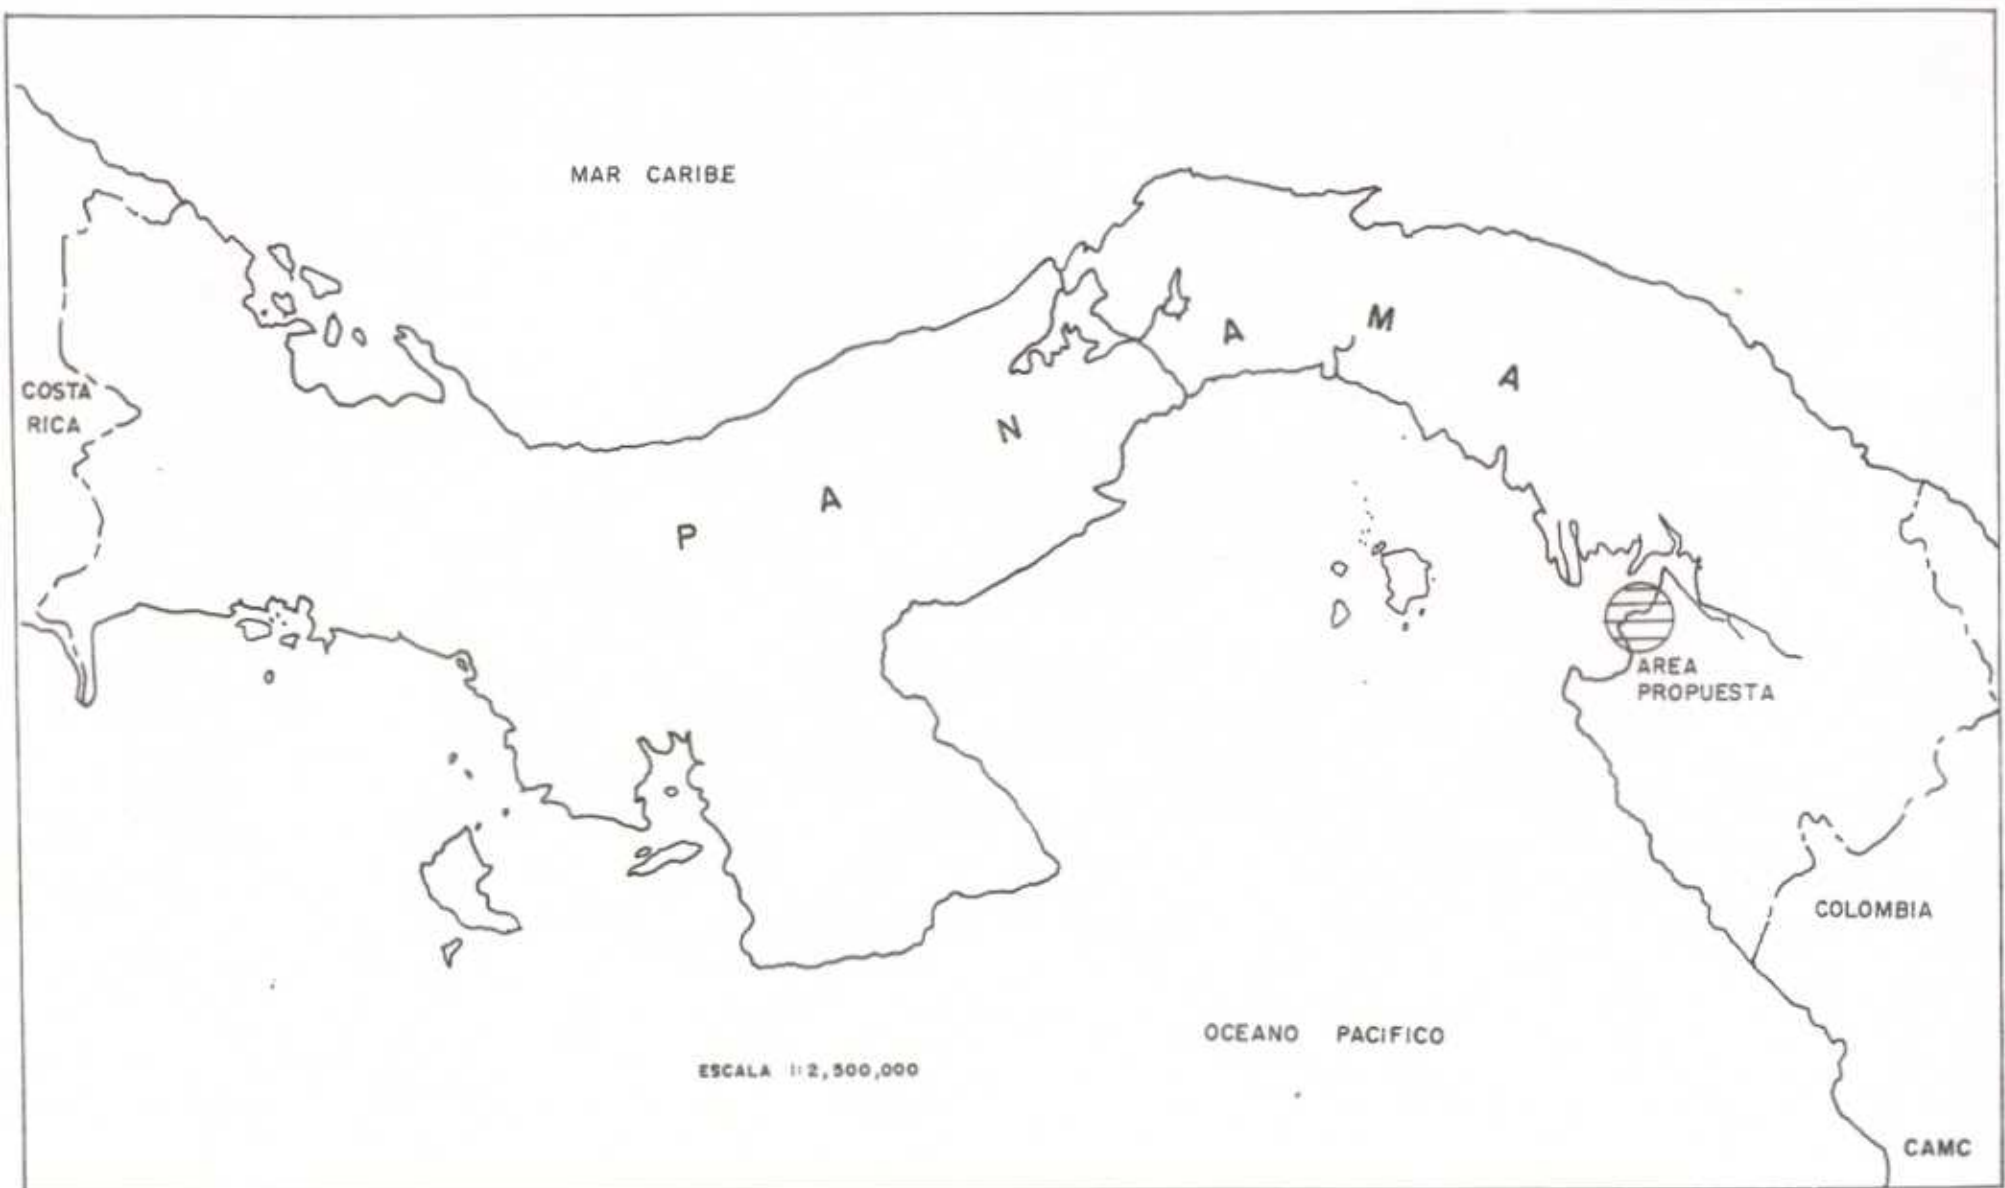 MAR CARIBE
COSTA
RICA
P A N A M A
AREA
PROPUESTA
COLOMBIA
OCEANO PACIFICO
ESCALA 1:2,500,000
CAMC